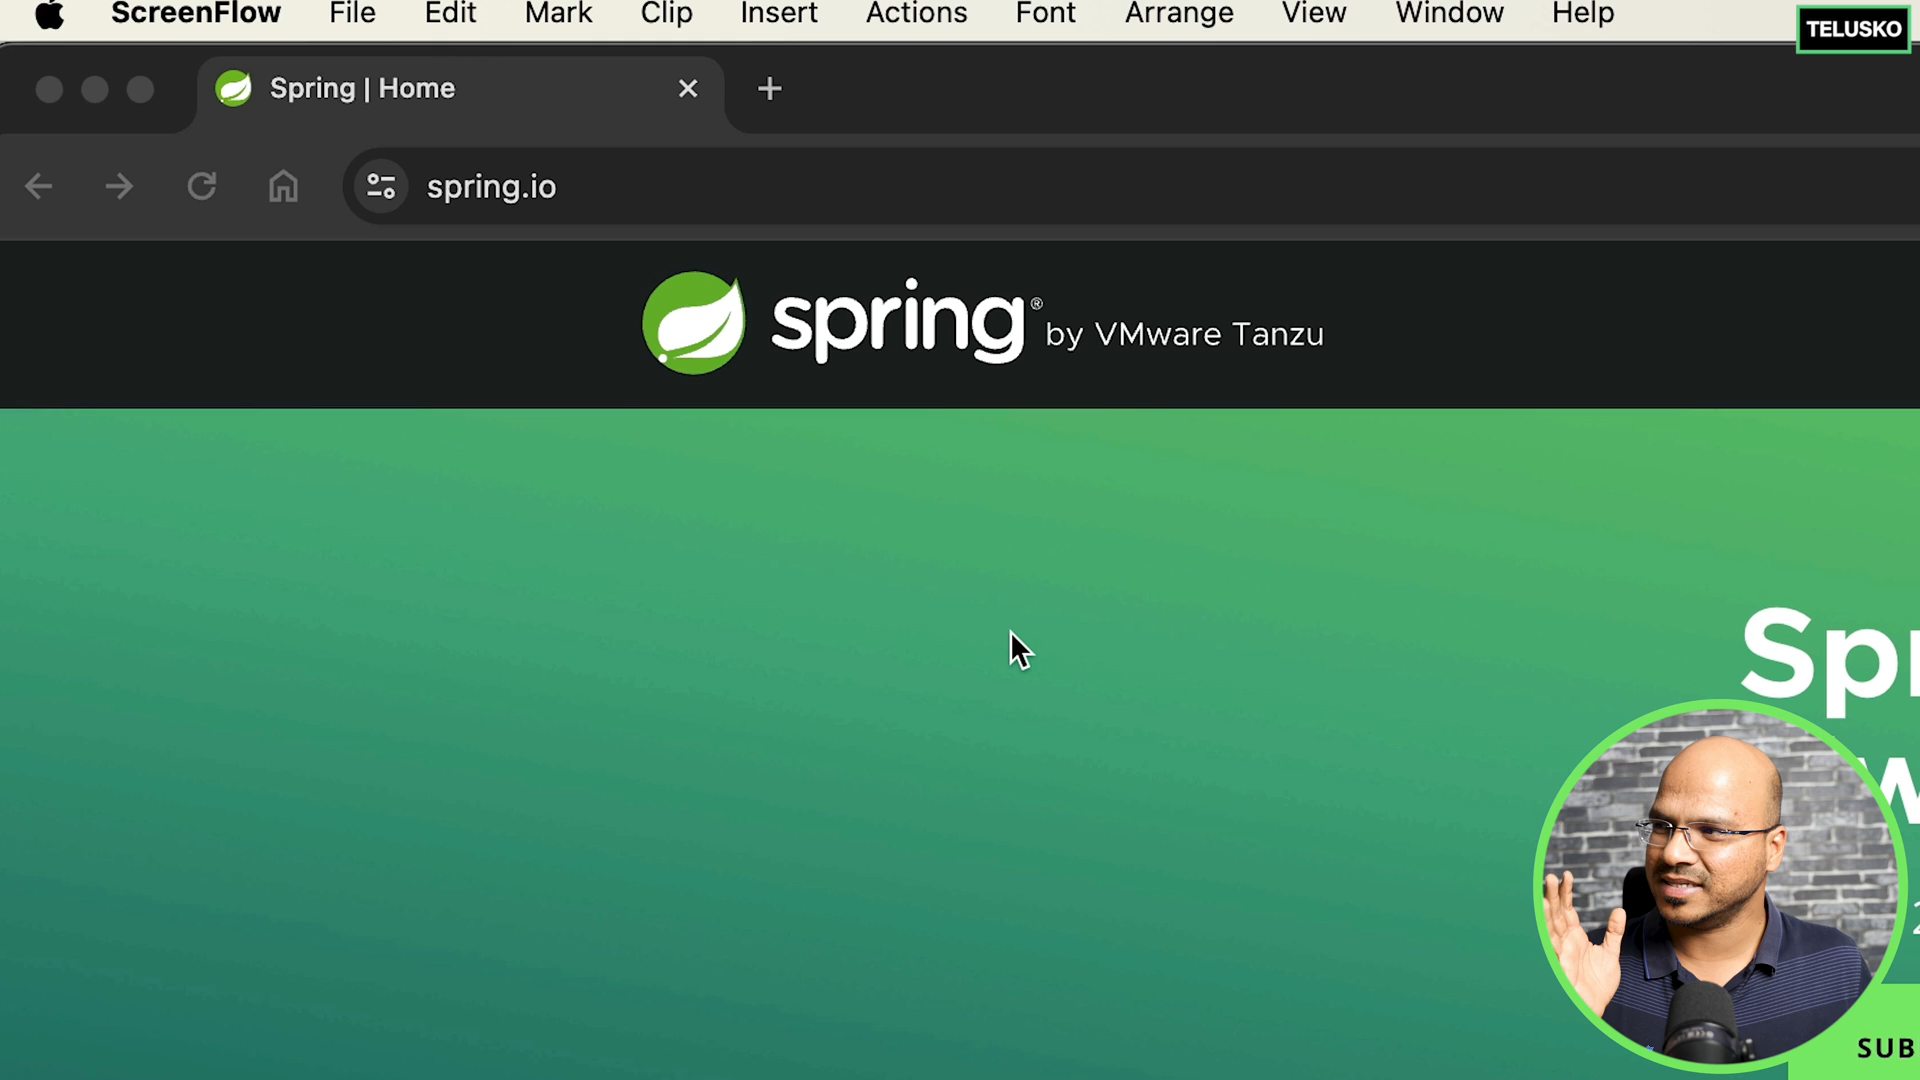 ScreenFlow File Edit Mark Clip Insert Actions Font Arrange View Window Help
TELUSKO
Spring | Home
spring.io
spring® by VMware Tanzu
Spr
w
SUB